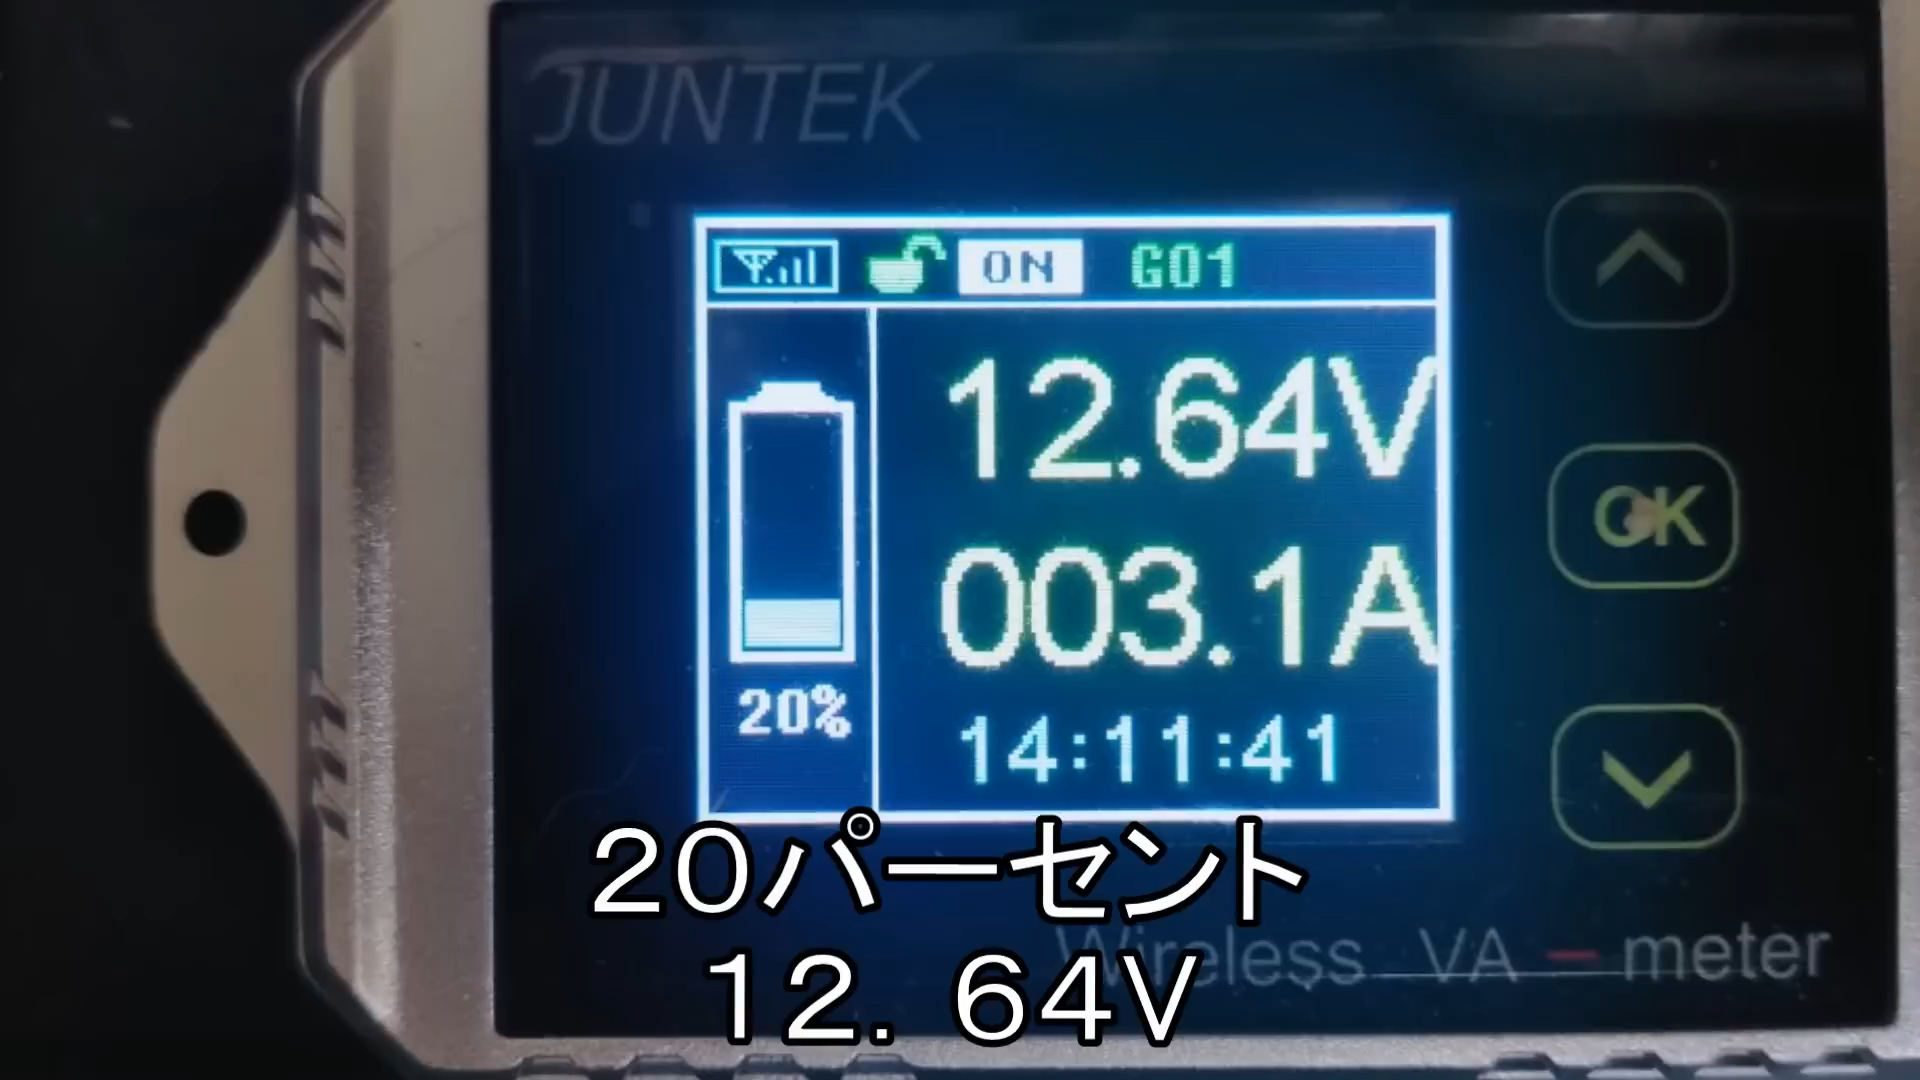 JUNTEK
ON G01
12.64V
003.1A
20%
14:11:41
OK
20パーセント
Wireless VA meter
12. 64V